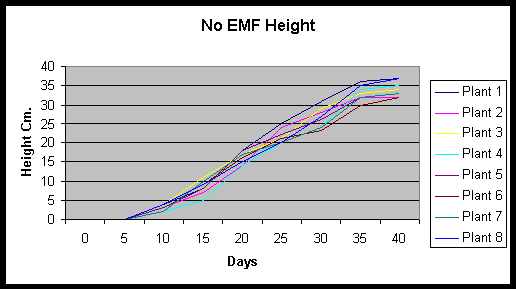 No EMF Height
Height Cm.
40
35
30
25
20
15
10
5
0
0 5 10 15 20 25 30 35 40
Days
Plant 1
Plant 2
Plant 3
Plant 4
Plant 5
Plant 6
Plant 7
Plant 8